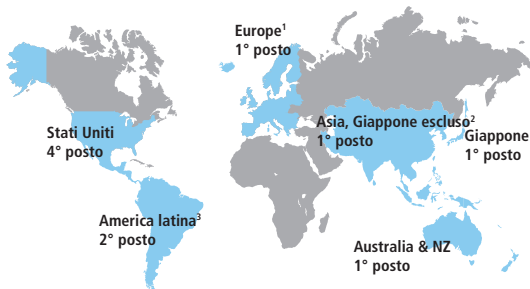 Europe¹
1° posto
Stati Uniti
4° posto
Asia, Giappone escluso²
1° posto
Giappone
1° posto
America latina³
2° posto
Australia & NZ
1° posto